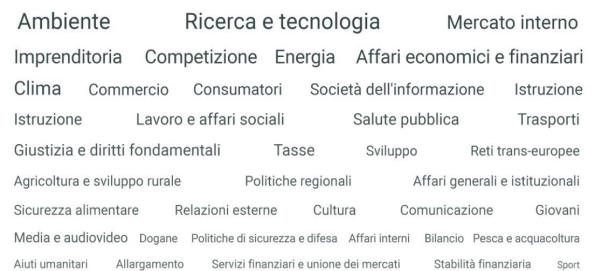 Ambiente Ricerca e tecnologia Mercato interno
Imprenditoria Competizione Energia Affari economici e finanziari
Clima Commercio Consumatori Società dell'informazione Istruzione
Istruzione Lavoro e affari sociali Salute pubblica Trasporti
Giustizia e diritti fondamentali Tasse Sviluppo Reti trans-europee
Agricoltura e sviluppo rurale Politiche regionali Affari generali e istituzionali
Sicurezza alimentare Relazioni esterne Cultura Comunicazione Giovani
Media e audiovideo Dogane Politiche di sicurezza e difesa Affari interni Bilancio Pesca e acquacoltura
Aiuti umanitari Allargamento Servizi finanziari e unione dei mercati Stabilità finanziaria Sport